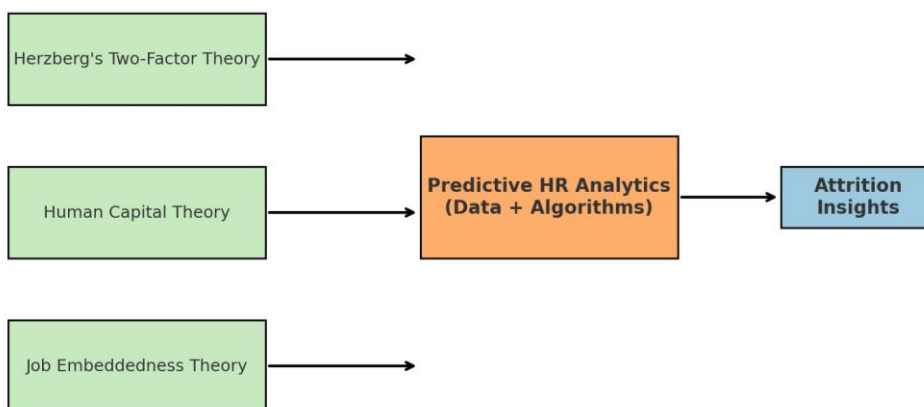 Herzberg's Two-Factor Theory
Human Capital Theory
Predictive HR Analytics
(Data + Algorithms)
Attrition
Insights
Job Embeddedness Theory